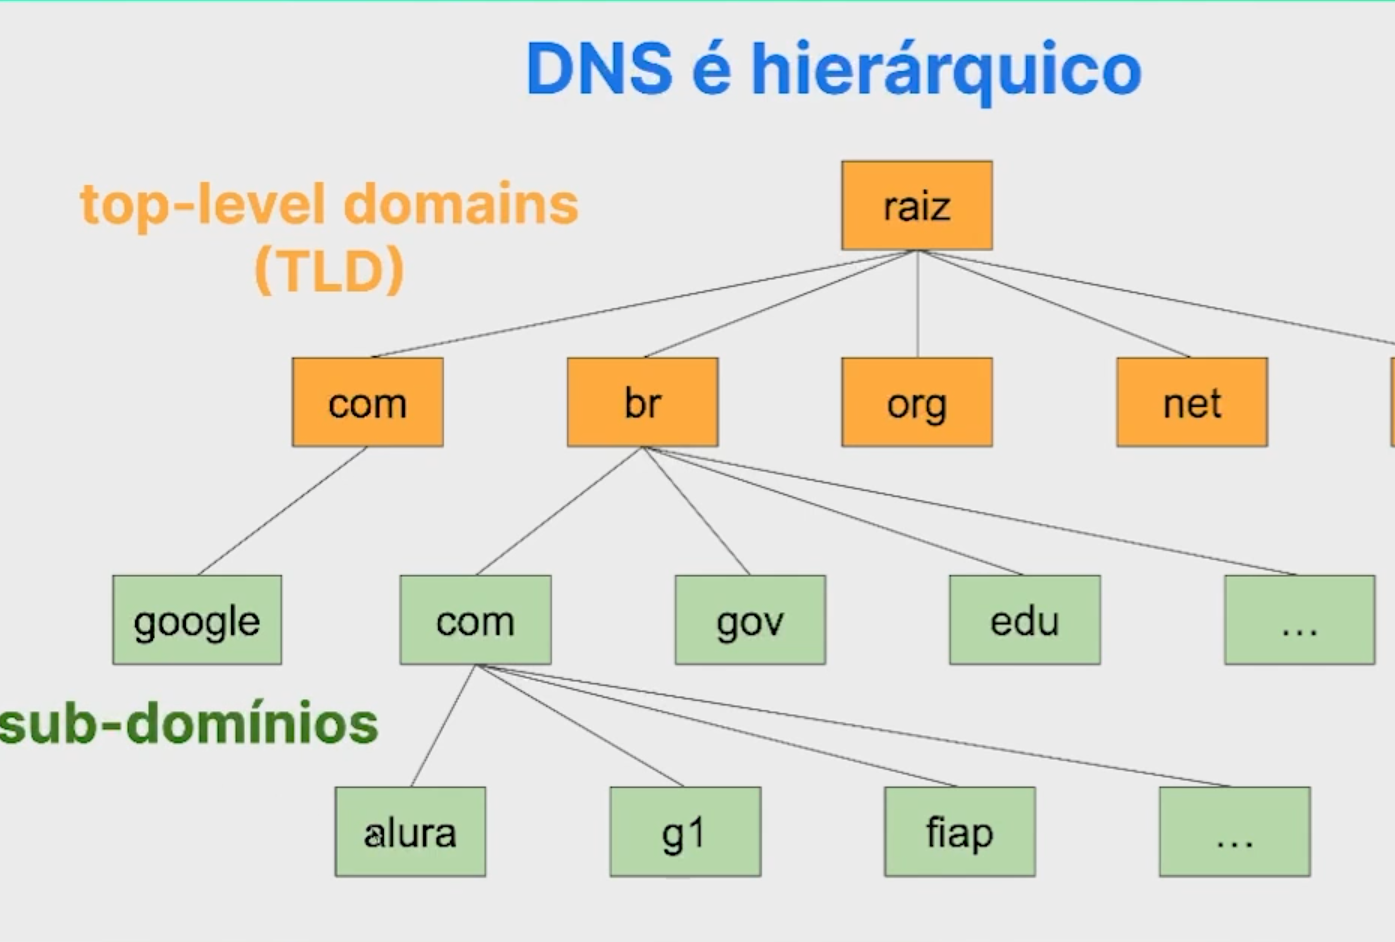 DNS é hierárquico
top-level domains
(TLD)
raiz
com
br
org
net
google
com
gov
edu
...
sub-domínios
alura
g1
fiap
...